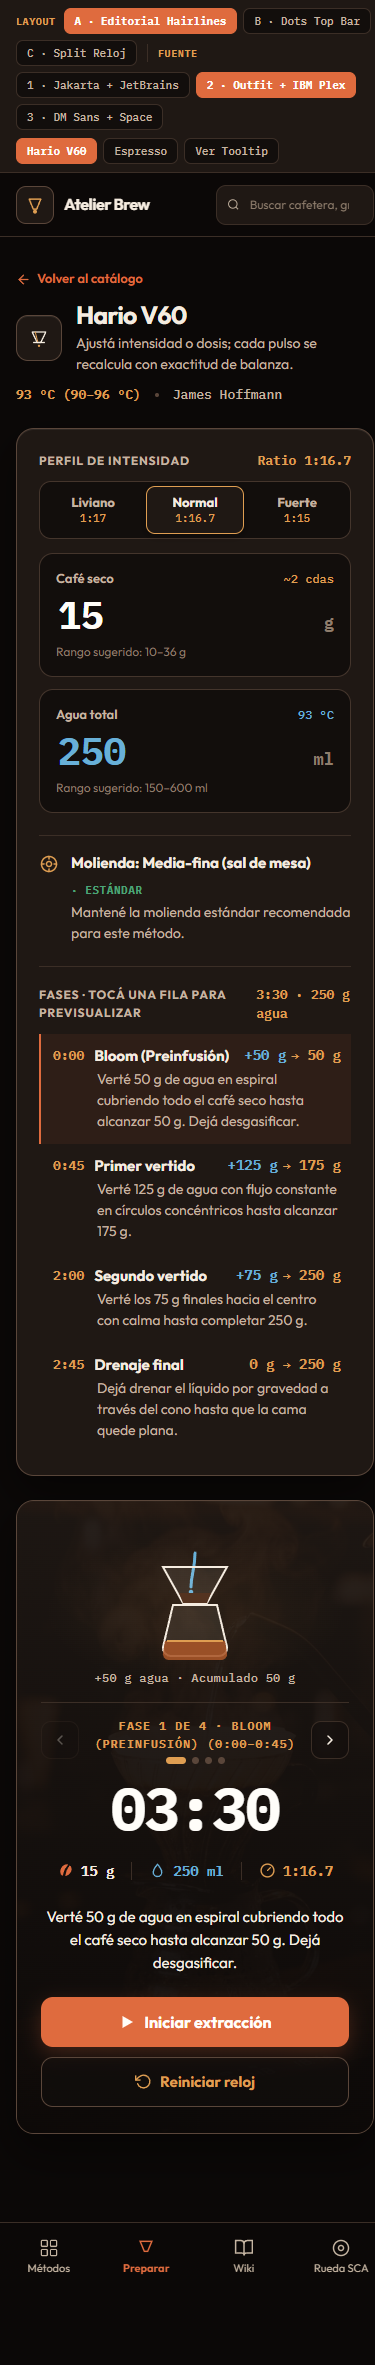 LAYOUT A · Editorial Hairlines B · Dots Top Bar
C · Split Reloj FUENTE
1 · Jakarta + JetBrains 2 · Outfit + IBM Plex
3 · DM Sans + Space
Hario V60 Espresso Ver Tooltip
Atelier Brew Buscar cafetera, gr
← Volver al catálogo
Hario V60
Ajustá intensidad o dosis; cada pulso se
recalcula con exactitud de balanza.
93 °C (90–96 °C) • James Hoffmann
PERFIL DE INTENSIDAD Ratio 1:16.7
Liviano Normal Fuerte
1:17 1:16.7 1:15
Café seco ~2 cdas
15 g
Rango sugerido: 10–36 g
Agua total 93 °C
250 ml
Rango sugerido: 150–600 ml
Molienda: Media-fina (sal de mesa)
· ESTÁNDAR
Mantené la molienda estándar recomendada
para este método.
FASES · TOCÁ UNA FILA PARA 3:30 · 250 g
PREVISUALIZAR agua
0:00 Bloom (Preinfusión) +50 g → 50 g
Verté 50 g de agua en espiral
cubriendo todo el café seco hasta
alcanzar 50 g. Dejá desgasificar.
0:45 Primer vertido +125 g → 175 g
Verté 125 g de agua con flujo constante
en círculos concéntricos hasta alcanzar
175 g.
2:00 Segundo vertido +75 g → 250 g
Verté los 75 g finales hacia el centro
con calma hasta completar 250 g.
2:45 Drenaje final 0 g → 250 g
Dejá drenar el líquido por gravedad a
través del cono hasta que la cama
quede plana.
+50 g agua · Acumulado 50 g
FASE 1 DE 4 · BLOOM
(PREINFUSIÓN) (0:00–0:45)
03:30
15 g 250 ml 1:16.7
Verté 50 g de agua en espiral cubriendo todo
el café seco hasta alcanzar 50 g. Dejá
desgasificar.
Iniciar extracción
Reiniciar reloj
Métodos Preparar Wiki Rueda SCA